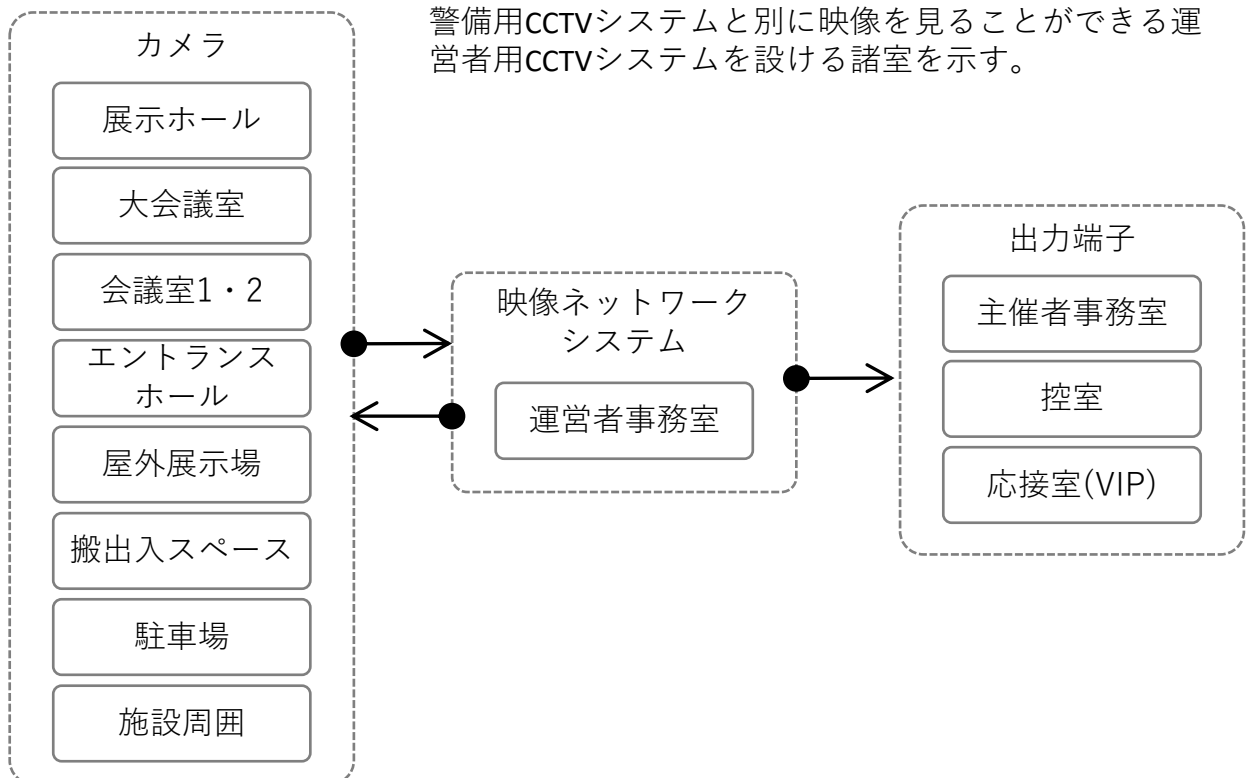 警備用CCTVシステムと別に映像を見ることができる運
営者用CCTVシステムを設ける諸室を示す。
カメラ
展示ホール
大会議室
会議室1・2
エントランス
ホール
屋外展示場
搬出入スペース
駐車場
施設周囲
映像ネットワーク
システム
運営者事務室
出力端子
主催者事務室
控室
応接室(VIP)